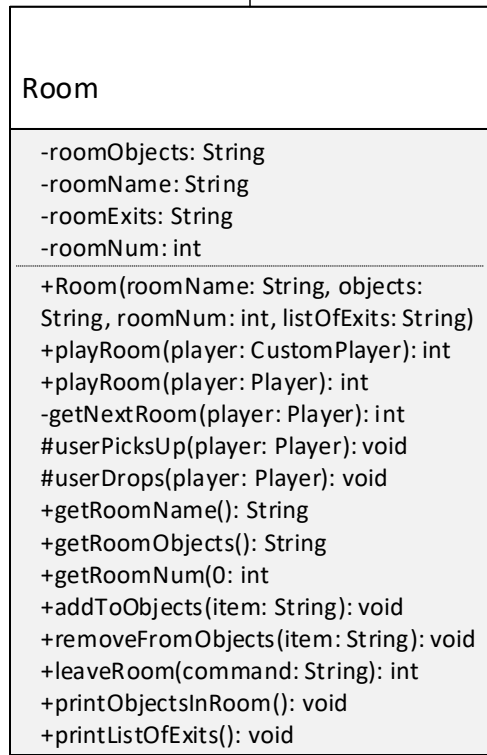 Room
-roomObjects: String
-roomName: String
-roomExits: String
-roomNum: int
+Room(roomName: String, objects:
String, roomNum: int, listOfExits: String)
+playRoom(player: CustomPlayer): int
+playRoom(player: Player): int
-getNextRoom(player: Player): int
#userPicksUp(player: Player): void
#userDrops(player: Player): void
+getRoomName(): String
+getRoomObjects(): String
+getRoomNum(0: int
+addToObjects(item: String): void
+removeFromObjects(item: String): void
+leaveRoom(command: String): int
+printObjectsInRoom(): void
+printListOfExits(): void